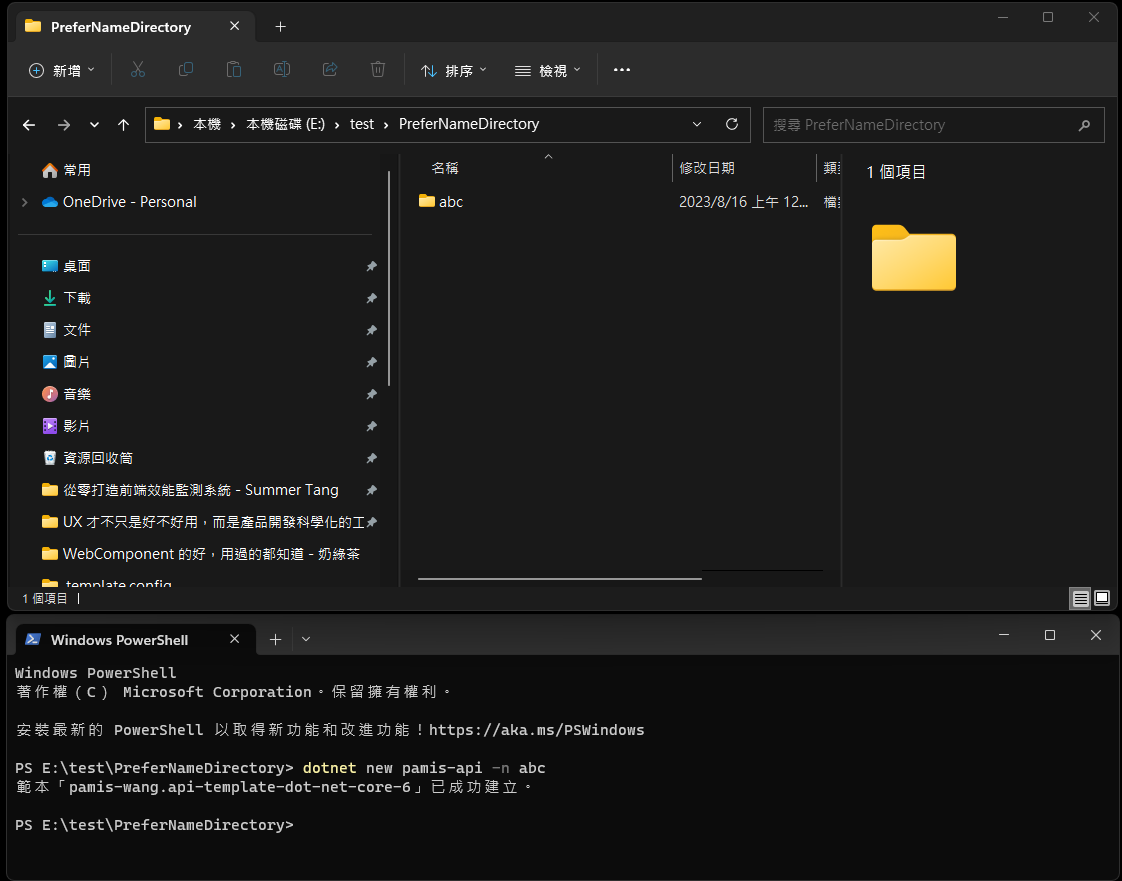 PreferNameDirectory
新增
排序
檢視
本機 › 本機磁碟 (E:) › test › PreferNameDirectory
搜尋 PreferNameDirectory
常用
OneDrive - Personal
桌面
下載
文件
圖片
音樂
影片
資源回收筒
從零打造前端效能監測系統 - Summer Tang
UX 才不只是好不好用，而是產品開發科學化的工
WebComponent 的好，用過的都知道 - 奶綠茶
.template.config
名稱 修改日期
abc 2023/8/16 上午 12...
1 個項目
1 個項目
Windows PowerShell
Windows PowerShell
著作權 (C) Microsoft Corporation。保留擁有權利。
安裝最新的 PowerShell 以取得新功能和改進功能！https://aka.ms/PSWindows
PS E:\test\PreferNameDirectory> dotnet new pamis-api -n abc
範本「pamis-wang.api-template-dot-net-core-6」已成功建立。
PS E:\test\PreferNameDirectory>